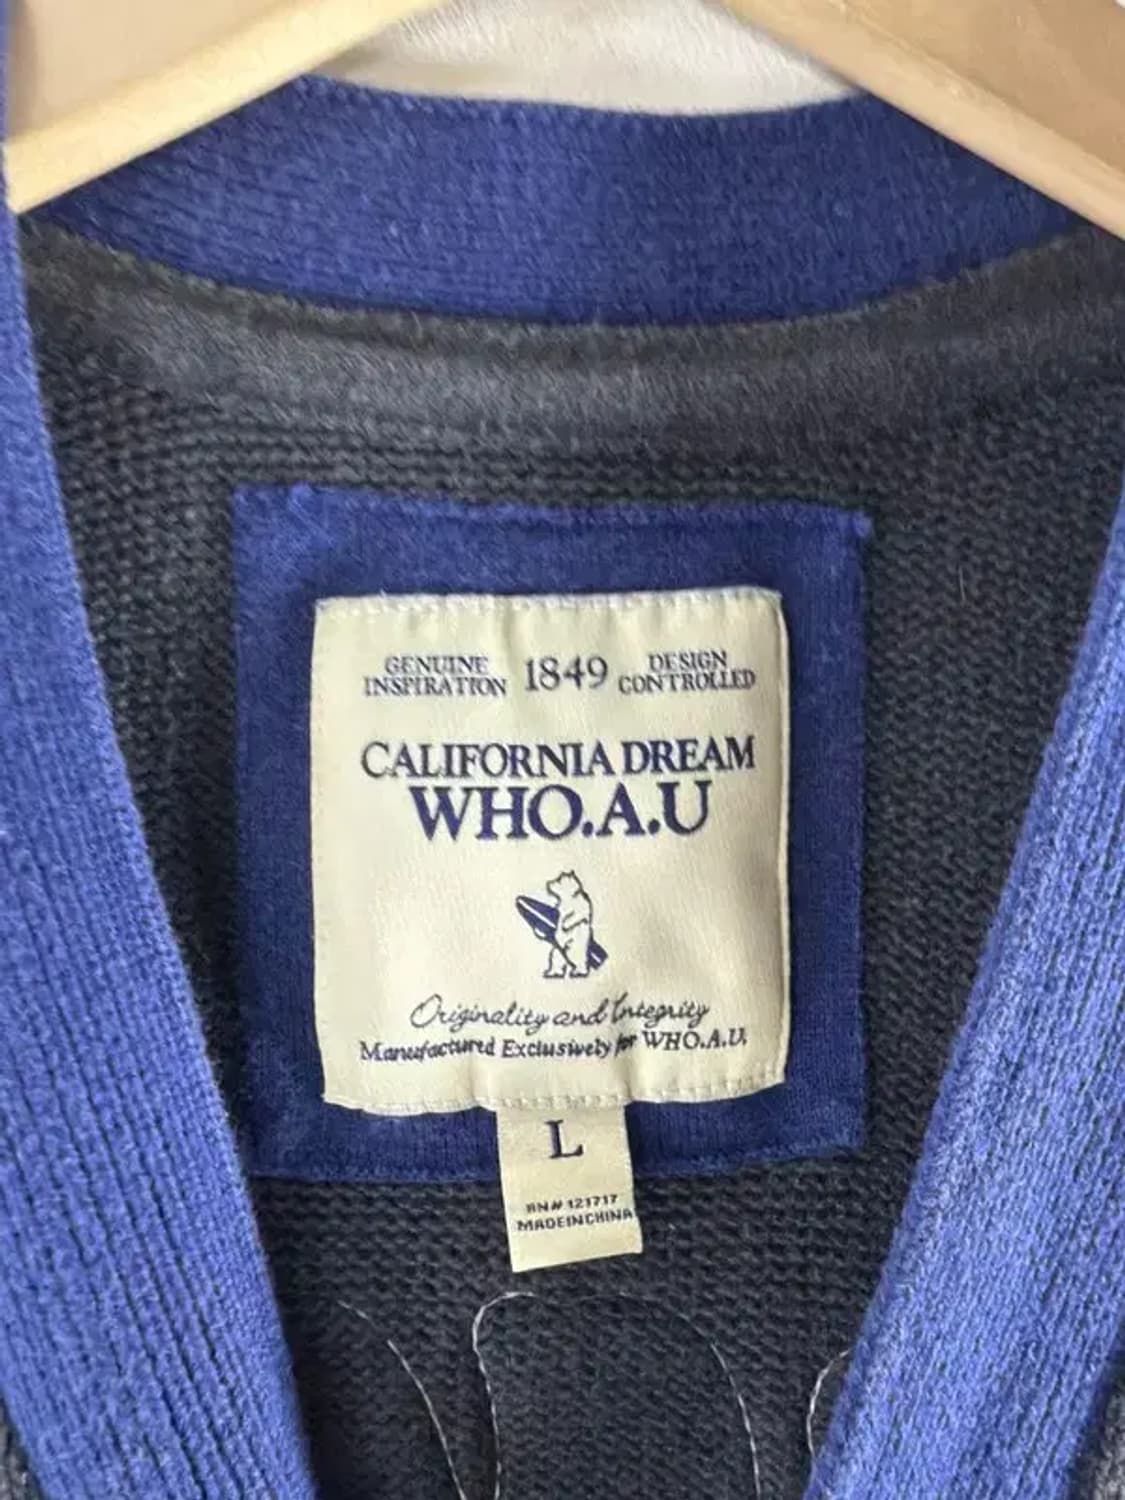 GENUINE INSPIRATION 1849 DESIGN CONTROLLED
CALIFORNIA DREAM
WHO.A.U
Originality and Integrity
Manufactured Exclusively for WHO.A.U.
L
RN# 121717
MADE IN CHINA